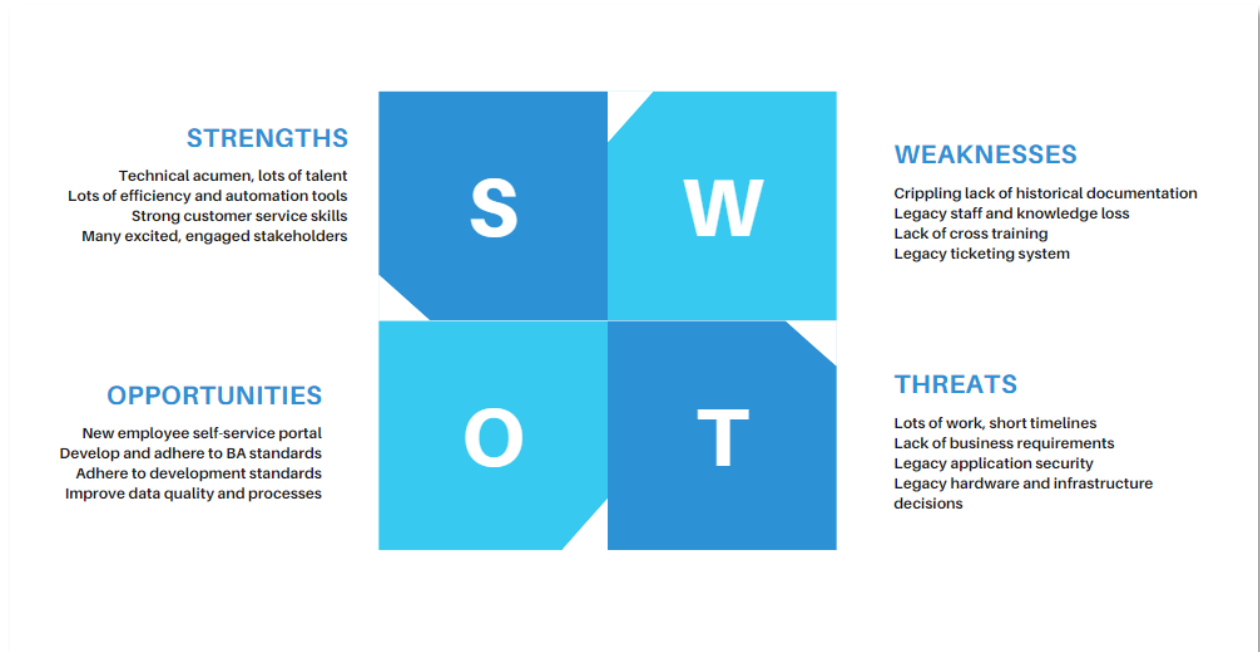 STRENGTHS
Technical acumen, lots of talent
Lots of efficiency and automation tools
Strong customer service skills
Many excited, engaged stakeholders
S
W
WEAKNESSES
Crippling lack of historical documentation
Legacy staff and knowledge loss
Lack of cross training
Legacy ticketing system
OPPORTUNITIES
New employee self-service portal
Develop and adhere to BA standards
Adhere to development standards
Improve data quality and processes
O
T
THREATS
Lots of work, short timelines
Lack of business requirements
Legacy application security
Legacy hardware and infrastructure
decisions